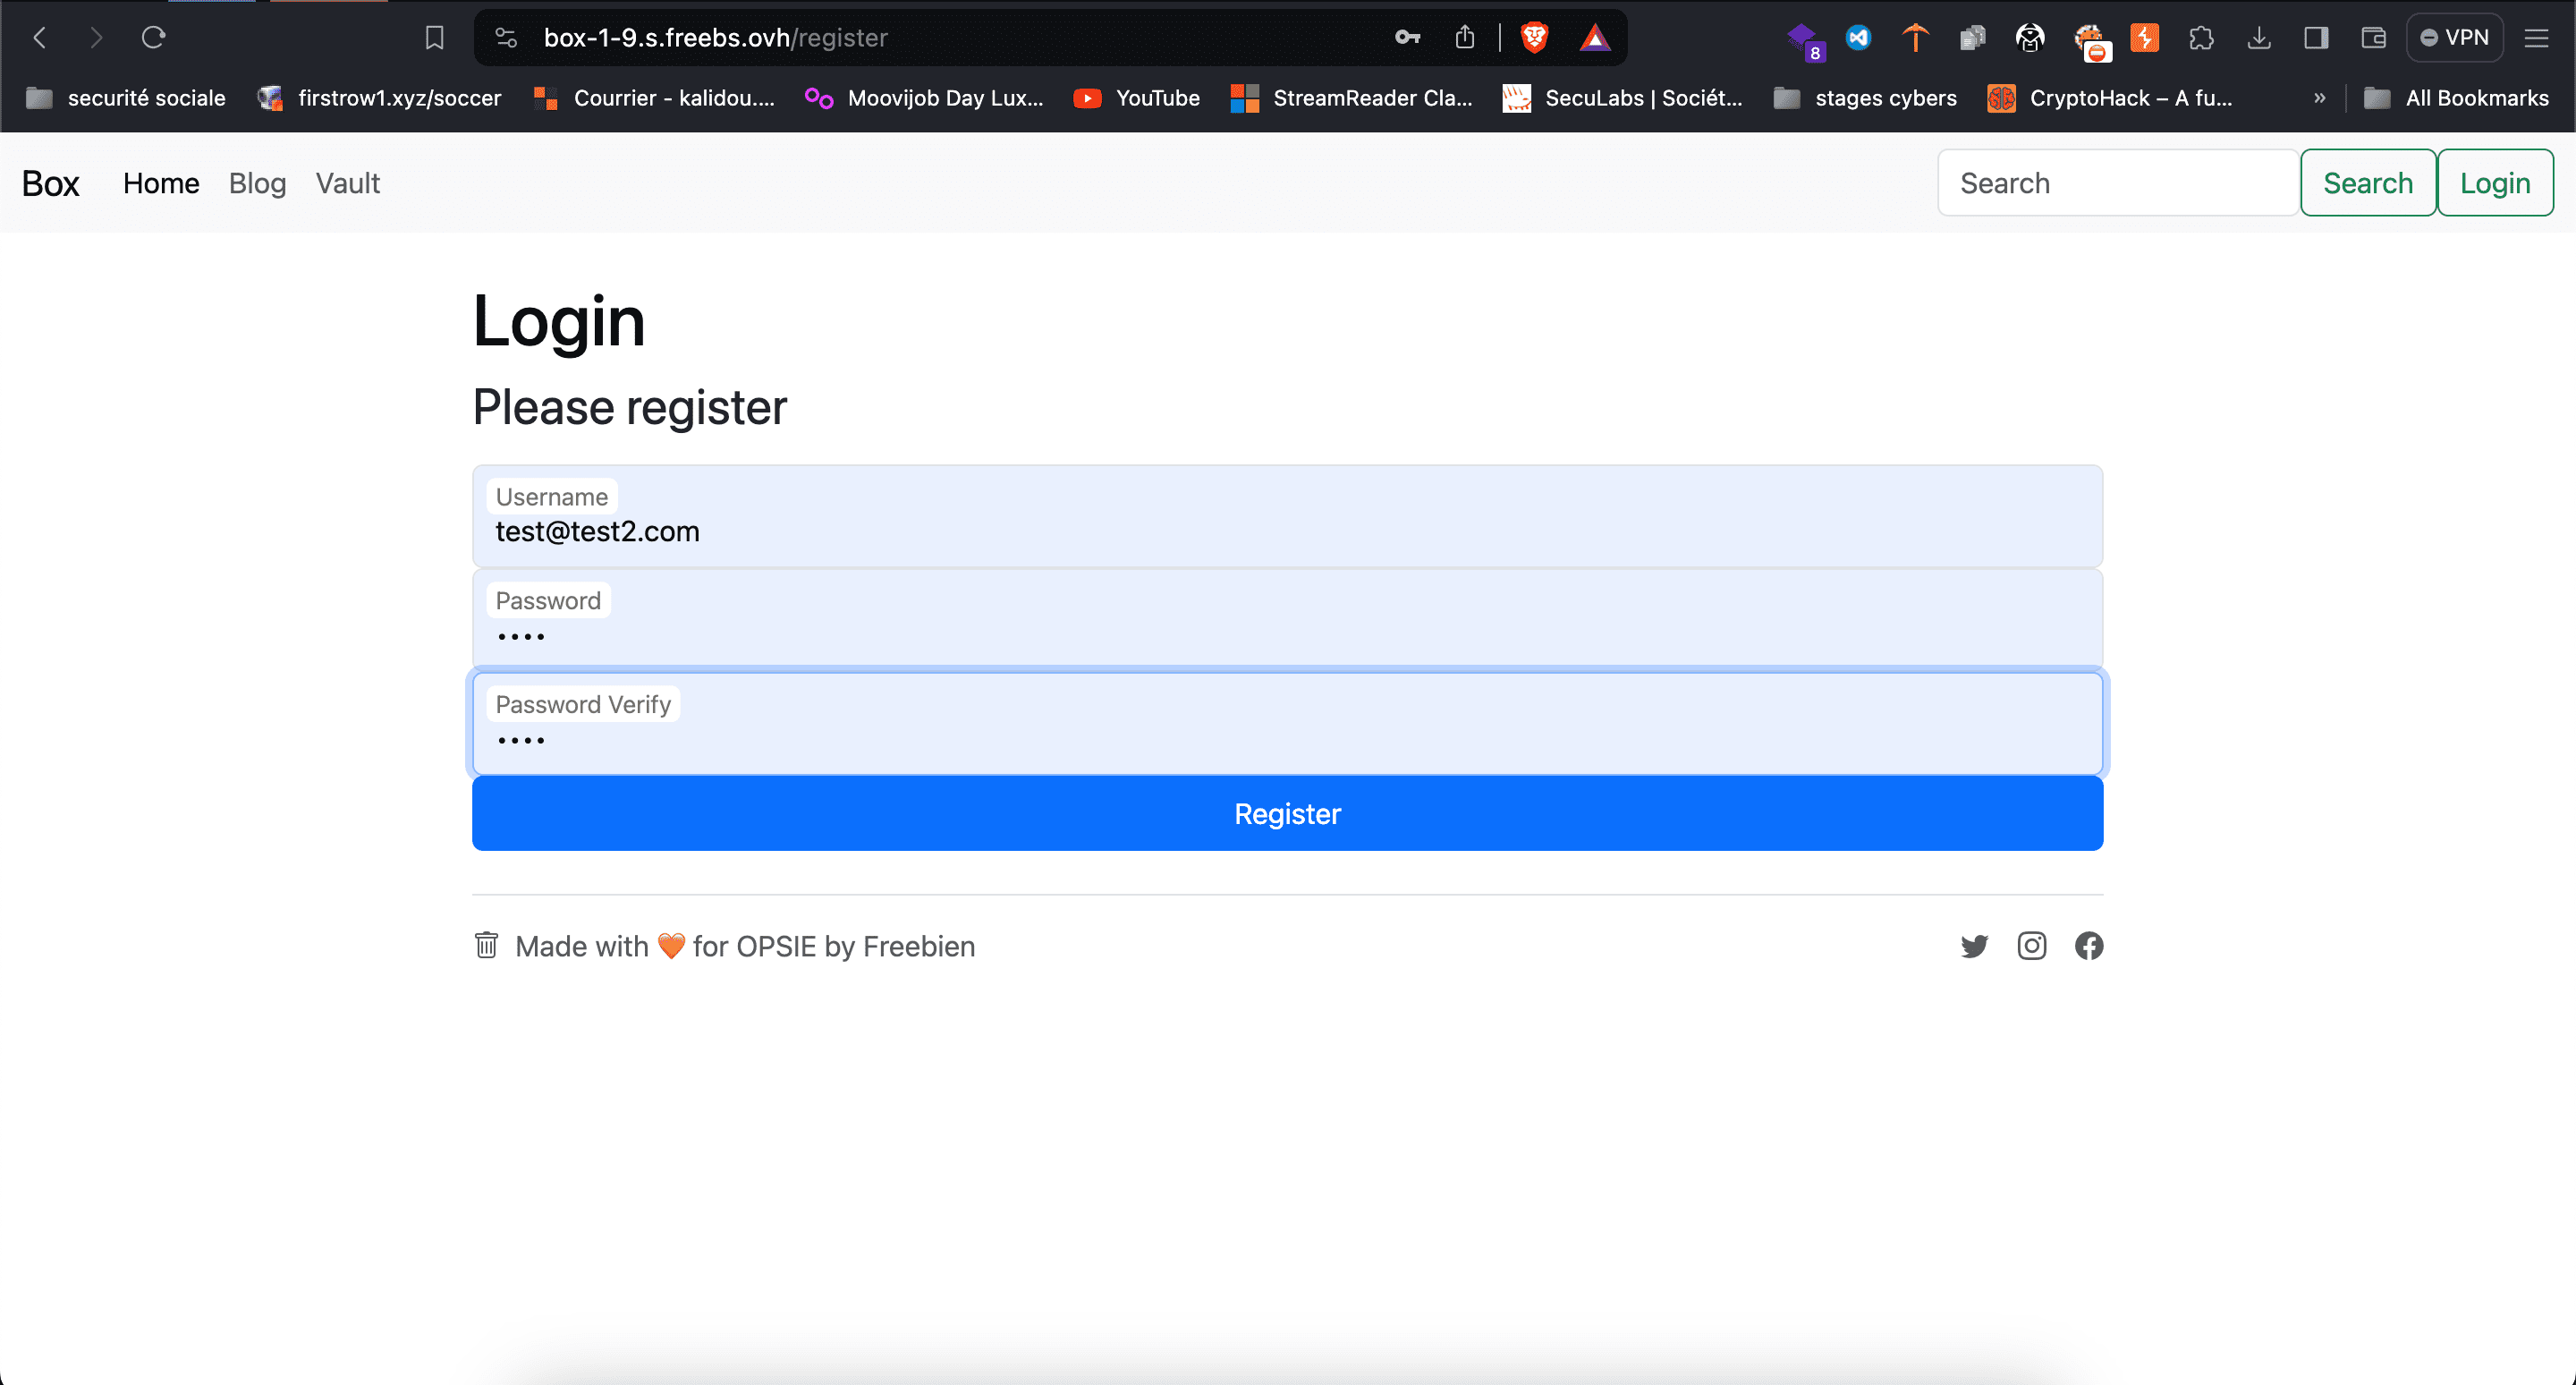 box-1-9.s.freebs.ovh/register
8
VPN
securité sociale
firstrow1.xyz/soccer
Courrier - kalidou....
Moovijob Day Lux...
YouTube
StreamReader Cla...
SecuLabs | Sociét...
stages cybers
CryptoHack – A fu...
»
All Bookmarks
Box
Home
Blog
Vault
Search
Search
Login
Login
Please register
Username
test@test2.com
Password
••••
Password Verify
••••
Register
Made with 🧡 for OPSIE by Freebien